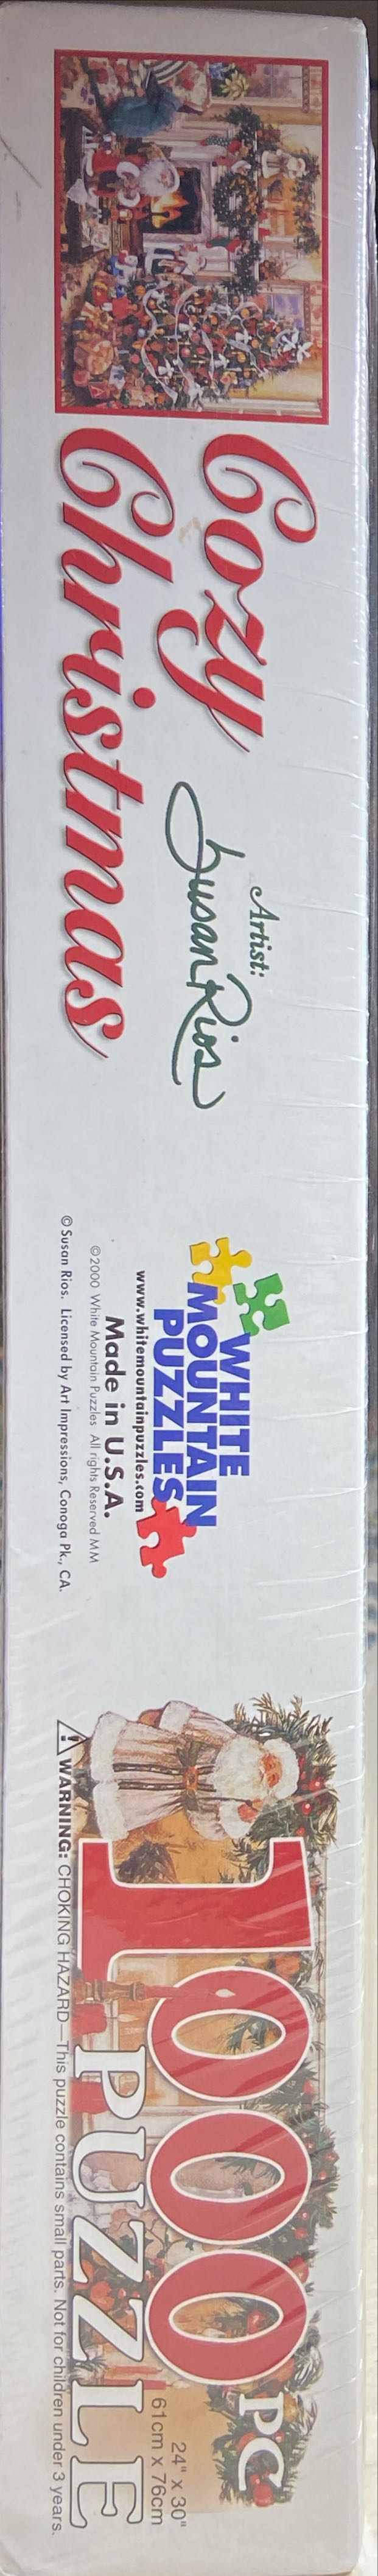 Cozy
Christmas
Artist:
Susan Rios
WHITE
MOUNTAIN
PUZZLES
www.whitemountainpuzzles.com
Made in U.S.A.
©2000 White Mountain Puzzles All rights Reserved MM
© Susan Rios. Licensed by Art Impressions, Conoga Pk., CA.
1000 PC
PUZZLE
24" x 30"
61cm x 76cm
WARNING: CHOKING HAZARD—This puzzle contains small parts. Not for children under 3 years.